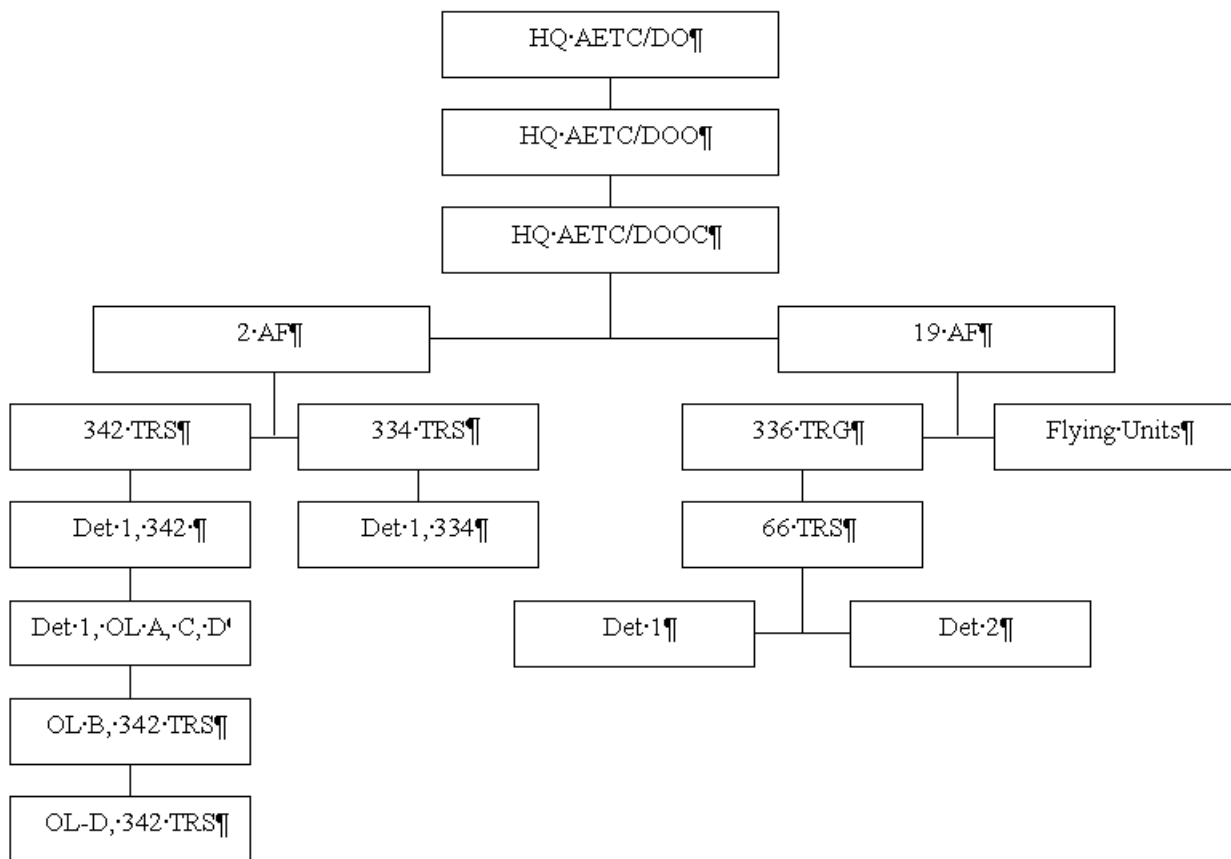 HQ·AETC/DO¶
HQ·AETC/DOO¶
HQ·AETC/DOOC¶
2·AF¶
19·AF¶
342·TRS¶
334·TRS¶
336·TRG¶
Flying·Units¶
Det·1,·342·¶
Det·1,·334¶
66·TRS¶
Det·1,·OL·A,·C,·D¶
Det·1¶
Det·2¶
OL·B,·342·TRS¶
OL-D,·342·TRS¶